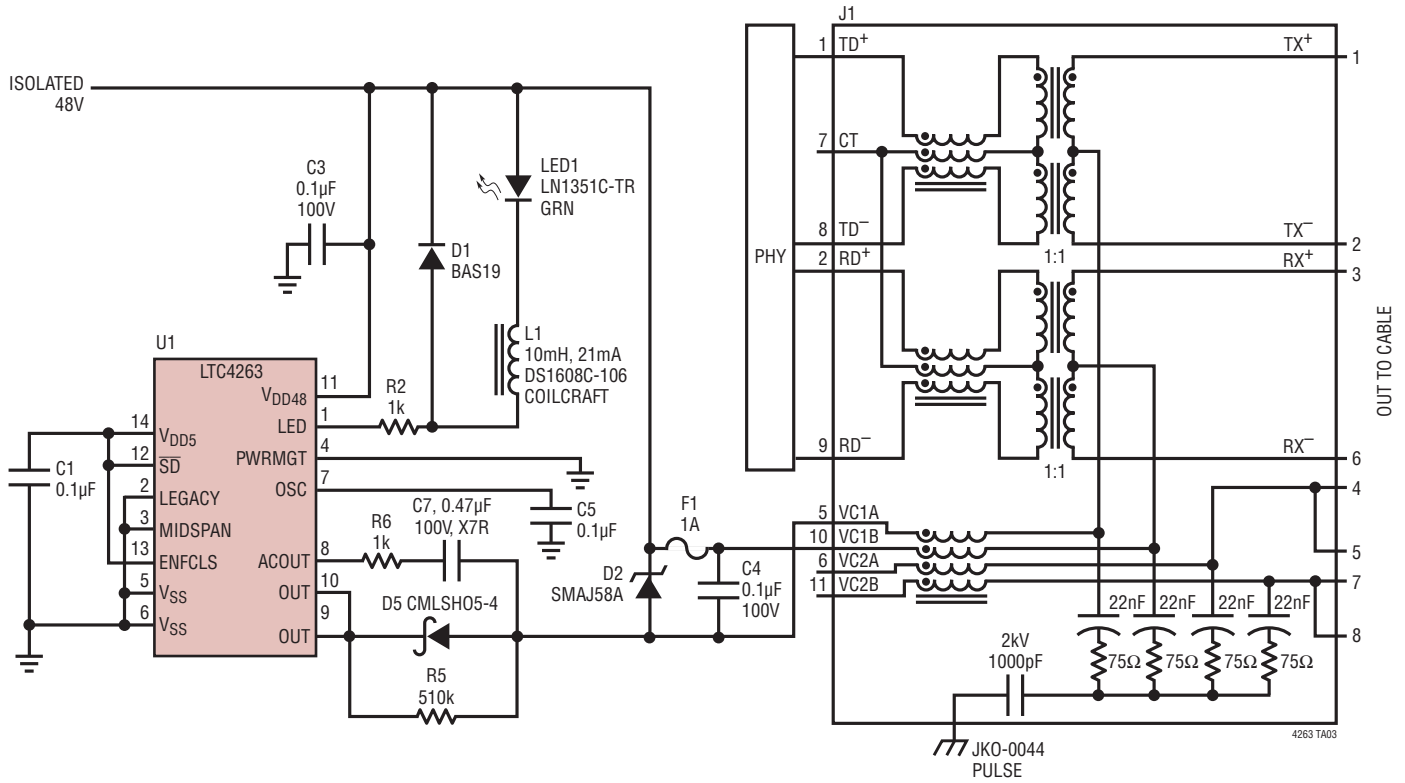 J1
ISOLATED
48V
C3
0.1µF
100V
LED1
LN1351C-TR
GRN
D1
BAS19
L1
10mH, 21mA
DS1608C-106
COILCRAFT
U1
LTC4263
VDD48
11
LED
1
R2
1k
PWRMGT
4
OSC
7
C5
0.1µF
ACOUT
8
R6
1k
C7, 0.47µF
100V, X7R
OUT
10
OUT
9
14
VDD5
12
SD
2
LEGACY
3
MIDSPAN
13
ENFCLS
5
VSS
6
VSS
C1
0.1µF
D5 CMLSHO5-4
R5
510k
D2
SMAJ58A
F1
1A
C4
0.1µF
100V
PHY
1 TD+
7 CT
8 TD−
2 RD+
9 RD−
5 VC1A
10 VC1B
6 VC2A
11 VC2B
TX+
1
TX−
2
1:1
RX+
3
RX−
6
1:1
4
5
7
8
OUT TO CABLE
22nF 22nF 22nF 22nF
75Ω 75Ω 75Ω 75Ω
2kV
1000pF
JKO-0044
PULSE
4263 TA03